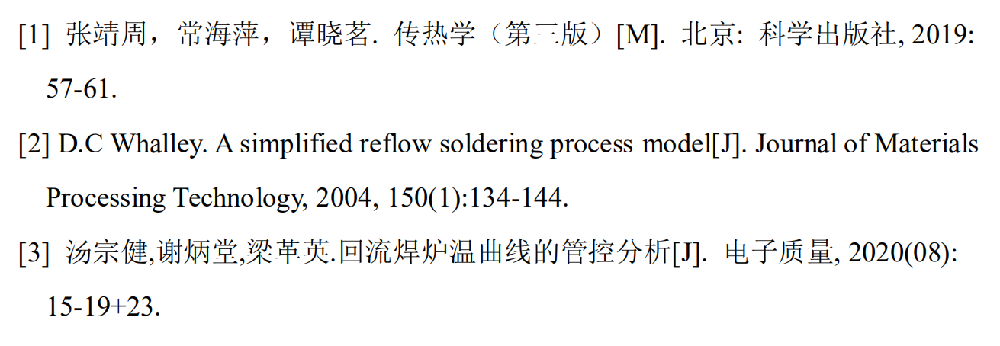 [1] 张靖周，常海萍，谭晓茗. 传热学（第三版）[M]. 北京: 科学出版社, 2019:
57-61.
[2] D.C Whalley. A simplified reflow soldering process model[J]. Journal of Materials
Processing Technology, 2004, 150(1):134-144.
[3] 汤宗健,谢炳堂,梁革英.回流焊炉温曲线的管控分析[J]. 电子质量, 2020(08):
15-19+23.